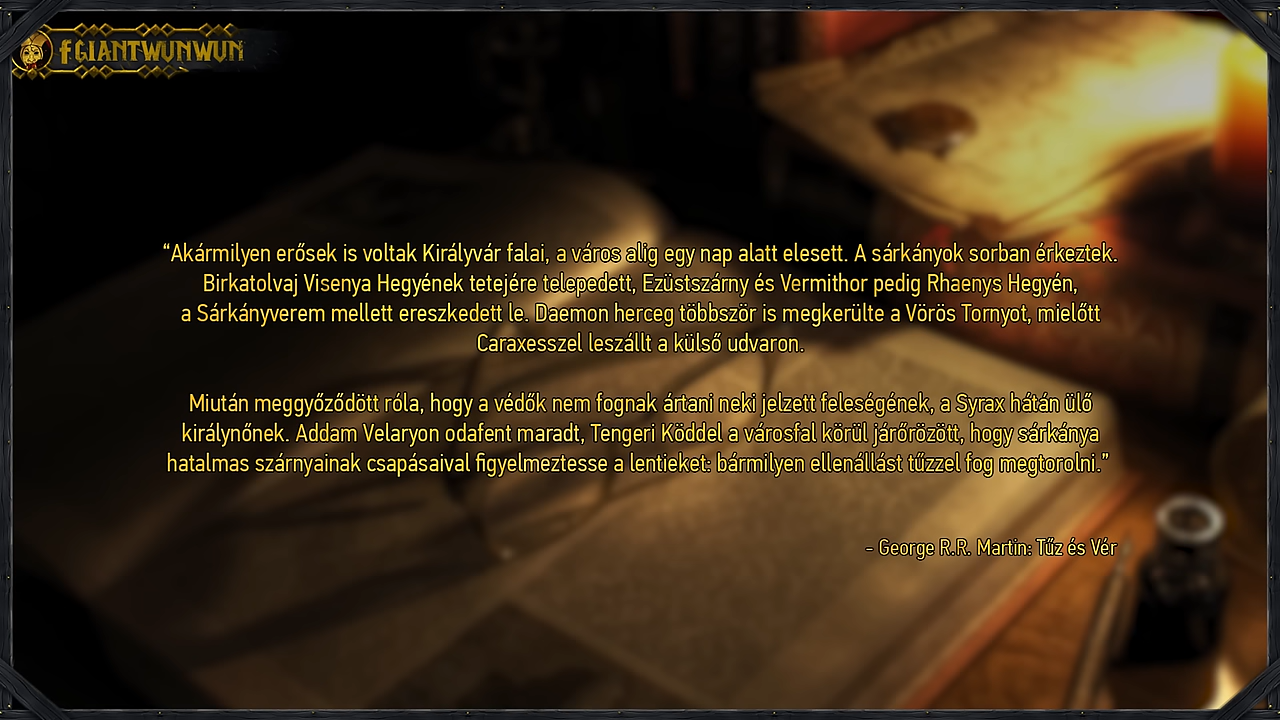 fGIANTWUNWUN
“Akármilyen erősek is voltak Királyvár falai, a város alig egy nap alatt elesett. A sárkányok sorban érkeztek.
Birkatolvaj Visenya Hegyének tetejére telepedett, Ezüstszárny és Vermithor pedig Rhaenys Hegyén,
a Sárkányverem mellett ereszkedett le. Daemon herceg többször is megkerülte a Vörös Tornyot, mielőtt
Caraxesszel leszállt a külső udvaron.
Miután meggyőződött róla, hogy a védők nem fognak ártani neki jelzett feleségének, a Syrax hátán ülő
királynőnek. Addam Velaryon odafent maradt, Tengeri Köddel a városfal körül járőrözött, hogy sárkánya
hatalmas szárnyainak csapásaival figyelmeztesse a lentieket: bármilyen ellenállást tűzzel fog megtorolni.”
- George R.R. Martin: Tűz és Vér